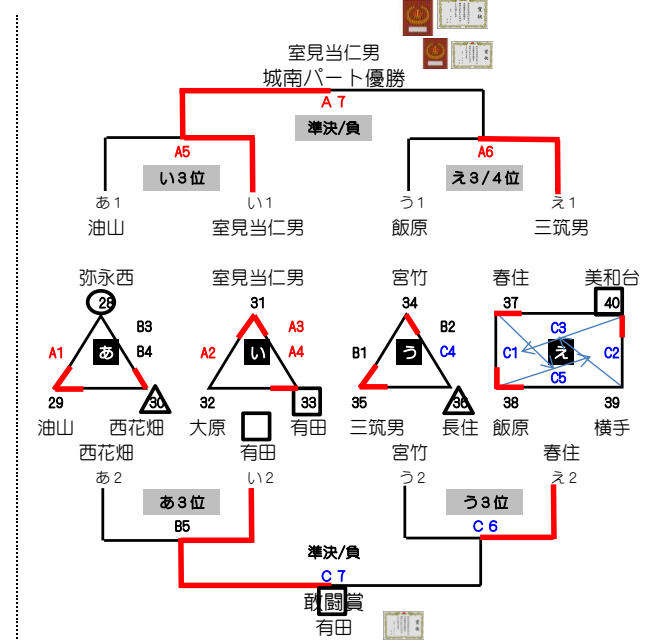 室見当仁男
城南パート優勝
A 7
準決/負
A5
A6
い3位
え3/4位
あ1
い1
う1
え1
油山
室見当仁男
飯原
三筑男
弥永西
室見当仁男
宮竹
春住
美和台
28
31
34
37
40
B3
A3
B2
C3
A1
あ
B4
A2
い
A4
B1
う
C4
C1
え
C2
C5
29
30
32
33
35
36
38
39
油山
西花畑
大原
有田
三筑男
長住
飯原
横手
西花畑
有田
宮竹
春住
あ2
い2
う2
え2
あ3位
う3位
B5
C 6
準決/負
C 7
敢闘賞
有田